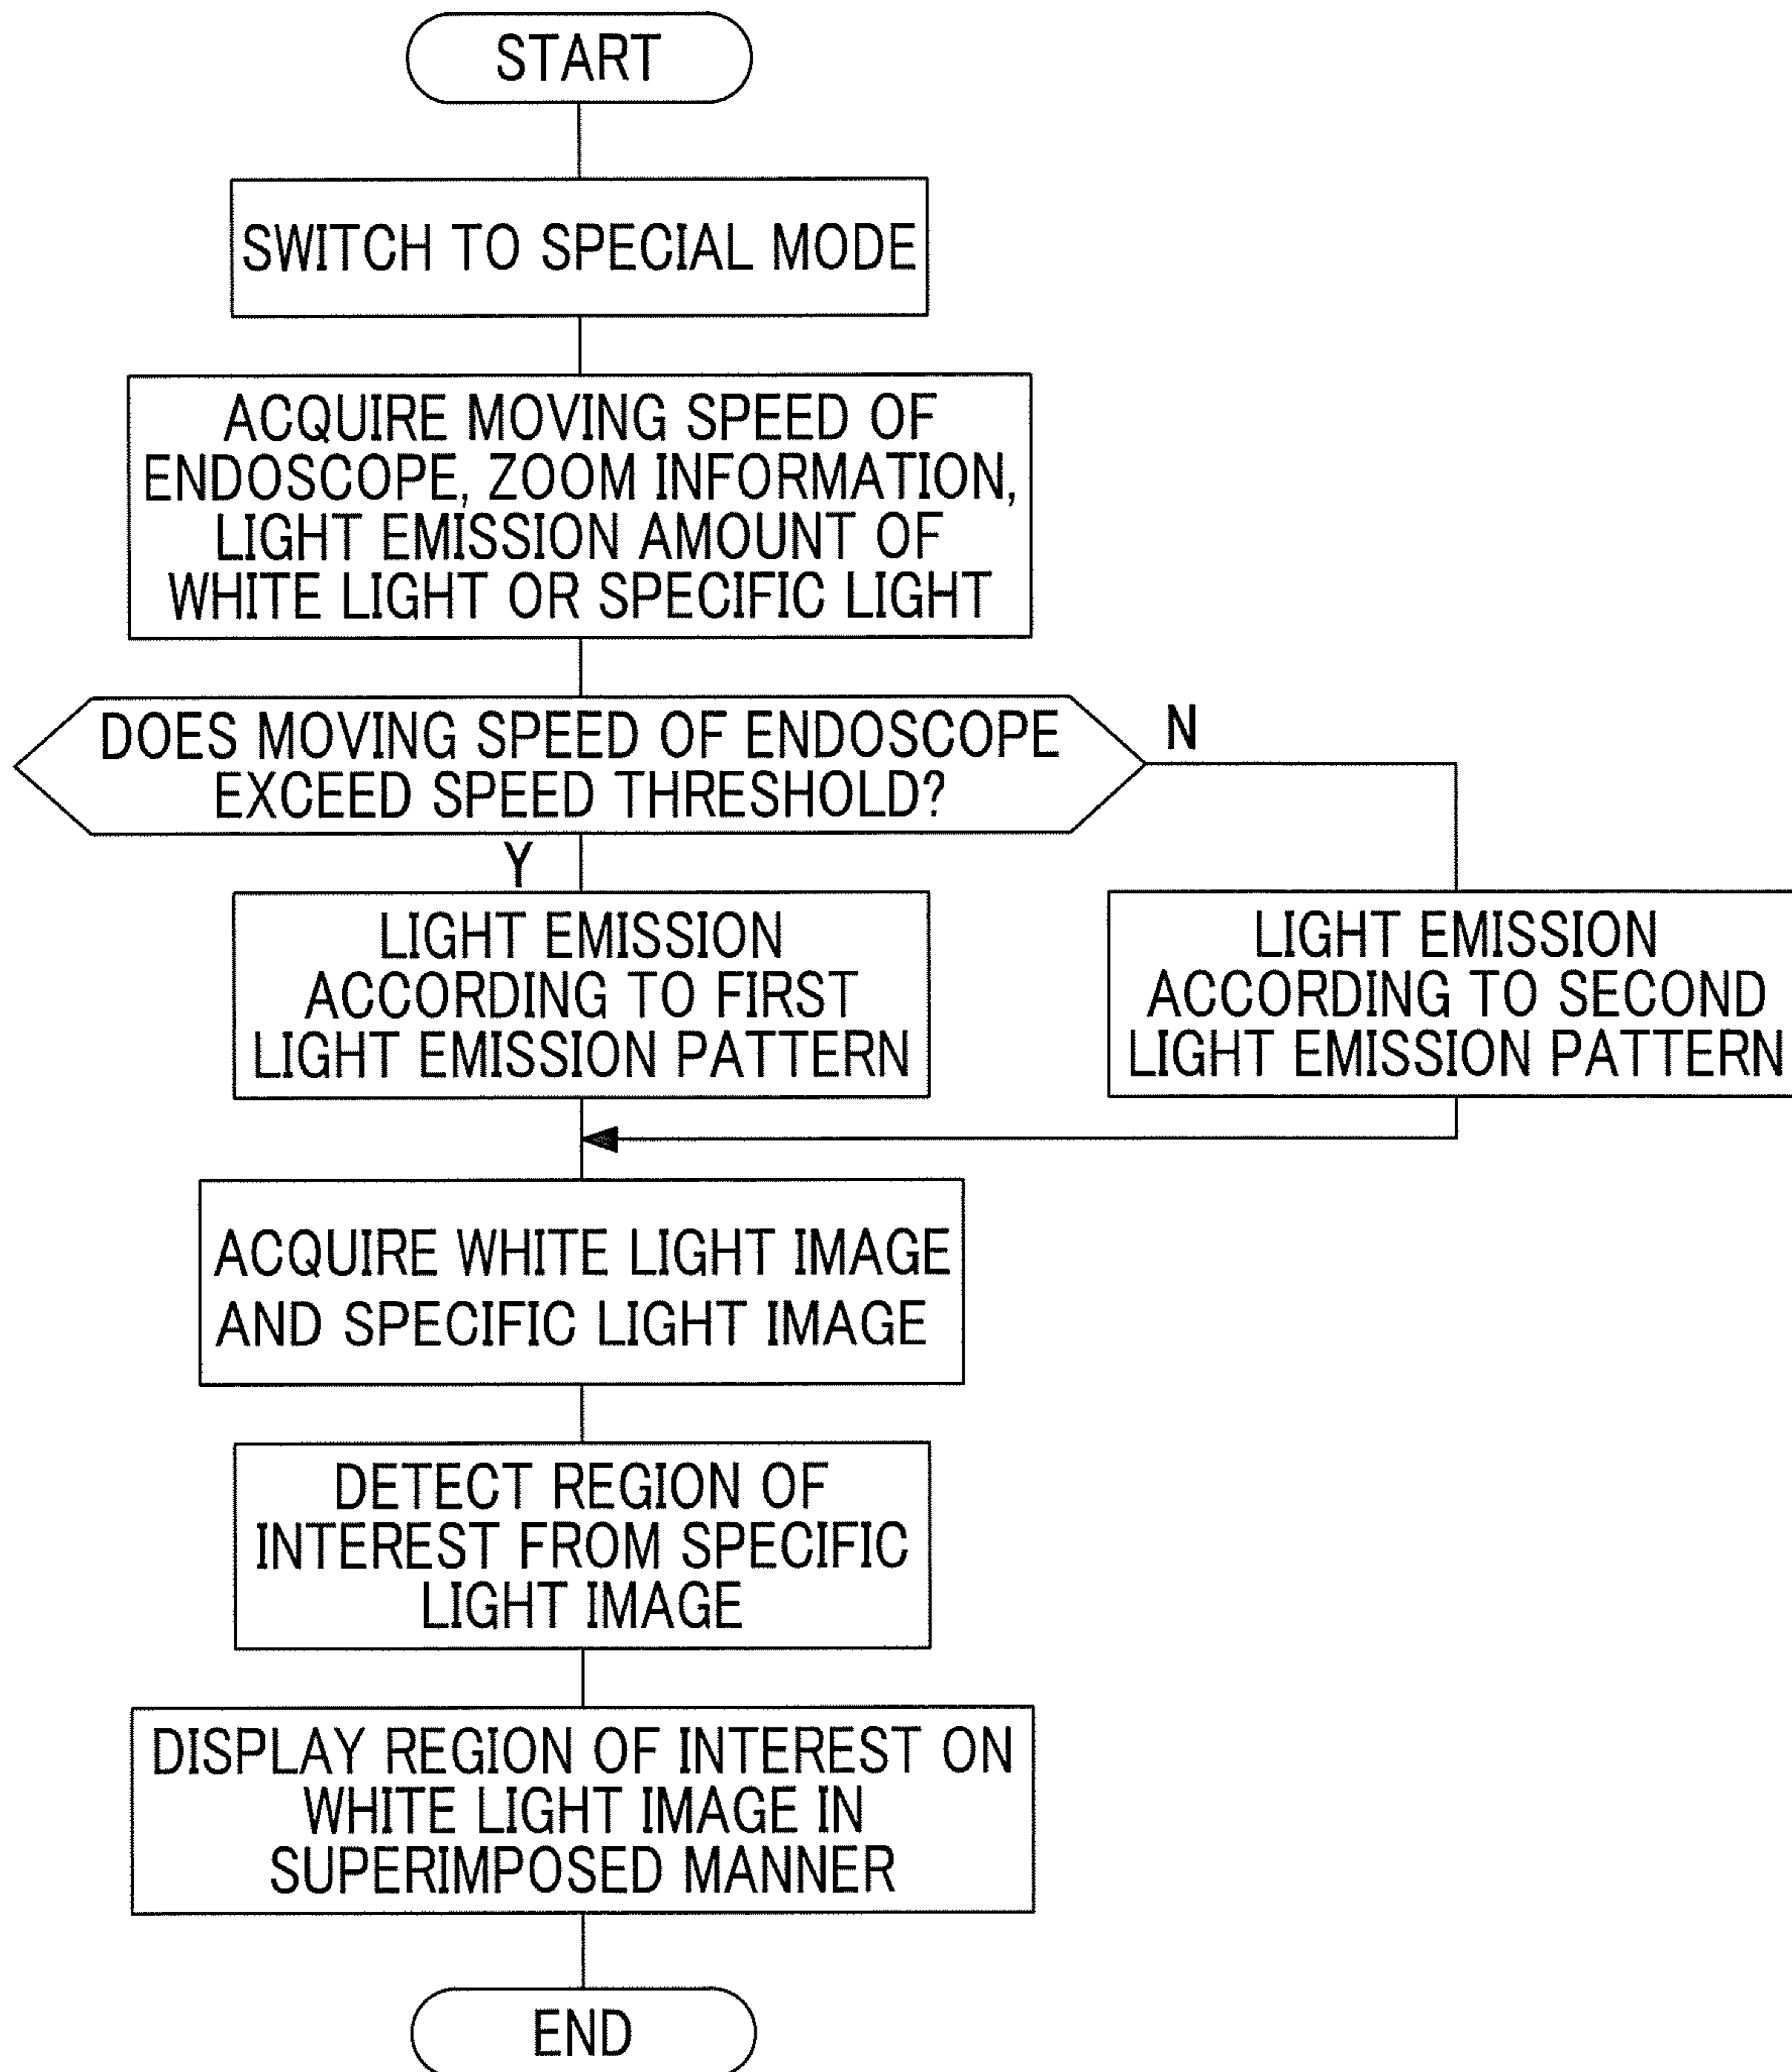 START
SWITCH TO SPECIAL MODE
ACQUIRE MOVING SPEED OF
ENDOSCOPE, ZOOM INFORMATION,
LIGHT EMISSION AMOUNT OF
WHITE LIGHT OR SPECIFIC LIGHT
DOES MOVING SPEED OF ENDOSCOPE
EXCEED SPEED THRESHOLD?
N
Y
LIGHT EMISSION
ACCORDING TO FIRST
LIGHT EMISSION PATTERN
LIGHT EMISSION
ACCORDING TO SECOND
LIGHT EMISSION PATTERN
ACQUIRE WHITE LIGHT IMAGE
AND SPECIFIC LIGHT IMAGE
DETECT REGION OF
INTEREST FROM SPECIFIC
LIGHT IMAGE
DISPLAY REGION OF INTEREST ON
WHITE LIGHT IMAGE IN
SUPERIMPOSED MANNER
END